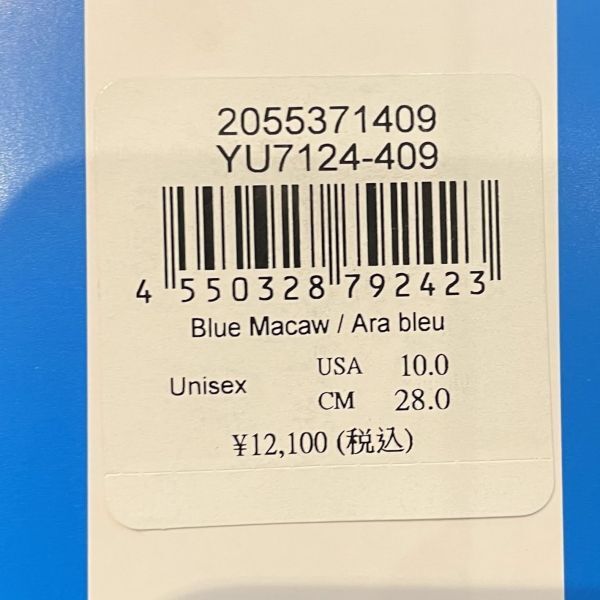 2055371409
YU7124-409
4 550328 792423
Blue Macaw / Ara bleu
Unisex
USA 10.0
CM 28.0
¥12,100 (税込)